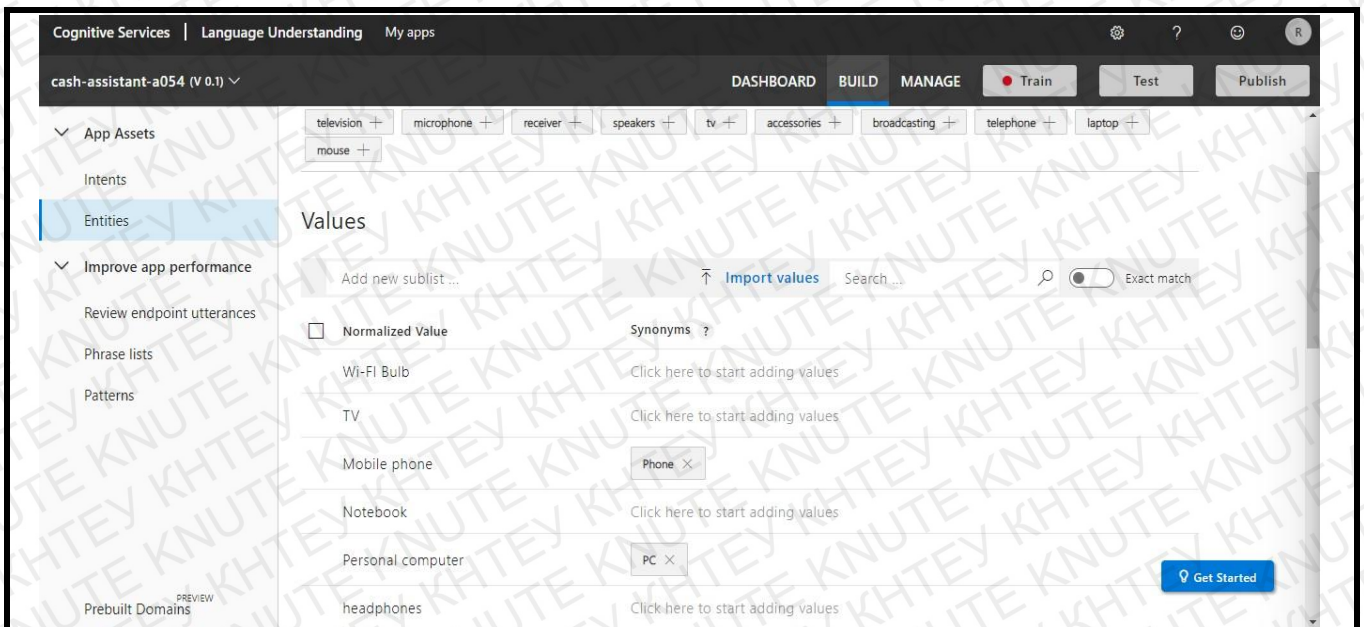 Cognitive Services | Language Understanding My apps ? R
cash-assistant-a054 (V 0.1) DASHBOARD BUILD MANAGE Train Test Publish
App Assets
Intents
Entities
Improve app performance
Review endpoint utterances
Phrase lists
Patterns
Prebuilt Domains PREVIEW
television + microphone + receiver + speakers + tv + accessories + broadcasting + telephone + laptop +
mouse +
Values
Add new sublist ... Import values Search ... Exact match
Normalized Value Synonyms ?
Wi-FI Bulb Click here to start adding values
TV Click here to start adding values
Mobile phone Phone ×
Notebook Click here to start adding values
Personal computer PC ×
headphones Click here to start adding values
Get Started
KNUTE KHTEY KNUTE KHTEY